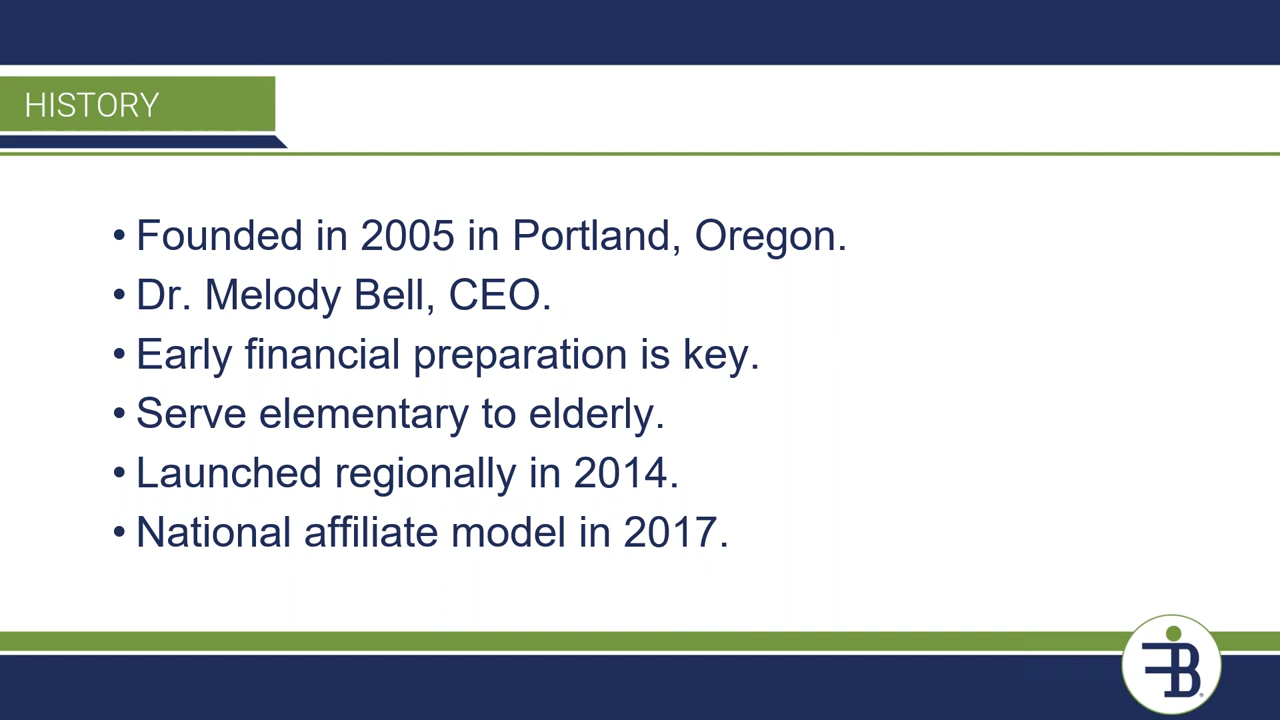 HISTORY
• Founded in 2005 in Portland, Oregon.
• Dr. Melody Bell, CEO.
• Early financial preparation is key.
• Serve elementary to elderly.
• Launched regionally in 2014.
• National affiliate model in 2017.
FB